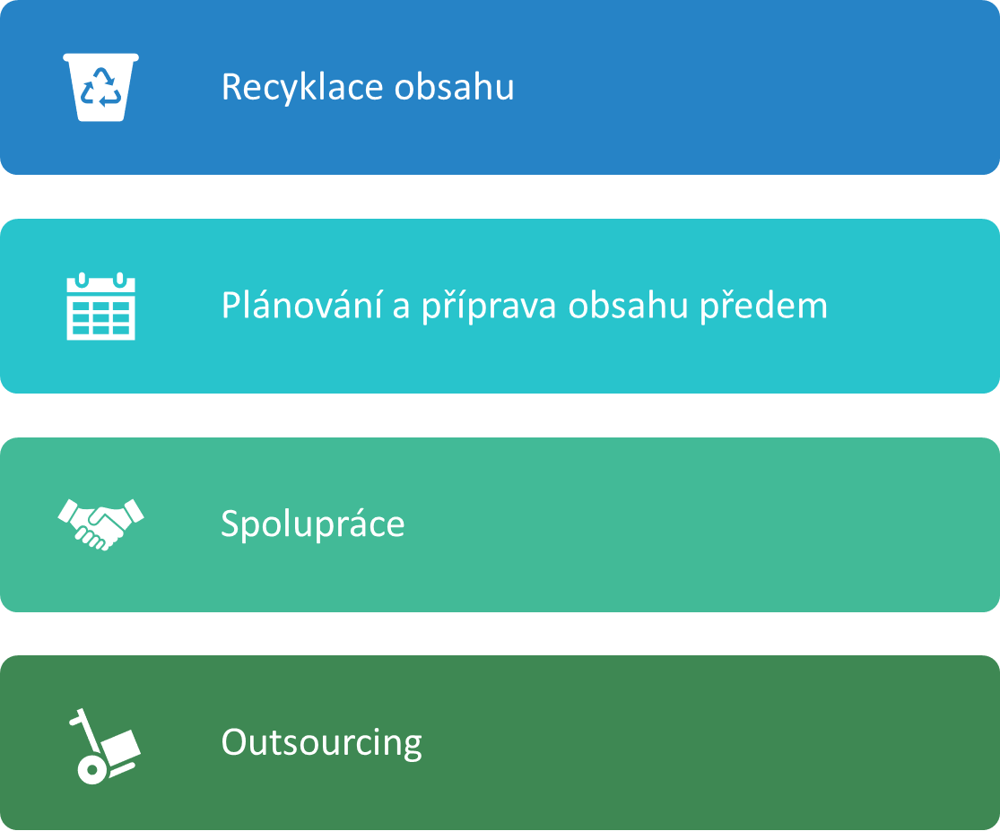 Recyklace obsahu
Plánování a příprava obsahu předem
Spolupráce
Outsourcing